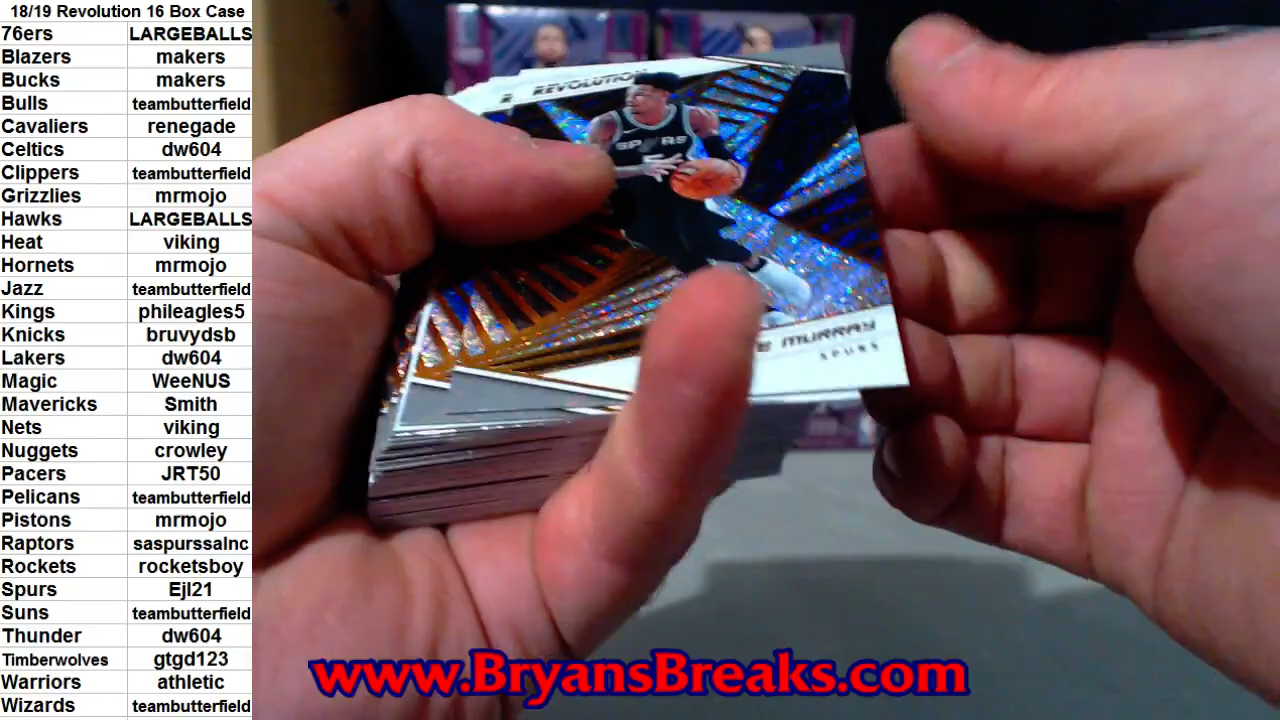 18/19 Revolution 16 Box Case
76ers LARGEBALLS
Blazers makers
Bucks makers
Bulls teambutterfield
Cavaliers renegade
Celtics dw604
Clippers teambutterfield
Grizzlies mrmojo
Hawks LARGEBALLS
Heat viking
Hornets mrmojo
Jazz teambutterfield
Kings phileagles5
Knicks bruvydsb
Lakers dw604
Magic WeeNUS
Mavericks Smith
Nets viking
Nuggets crowley
Pacers JRT50
Pelicans teambutterfield
Pistons mrmojo
Raptors saspurssalnc
Rockets rocketsboy
Spurs Ejl21
Suns teambutterfield
Thunder dw604
Timberwolves gtgd123
Warriors athletic
Wizards teambutterfield
REVOLUTION
SPURS
MURRAY
SPURS
www.BryansBreaks.com